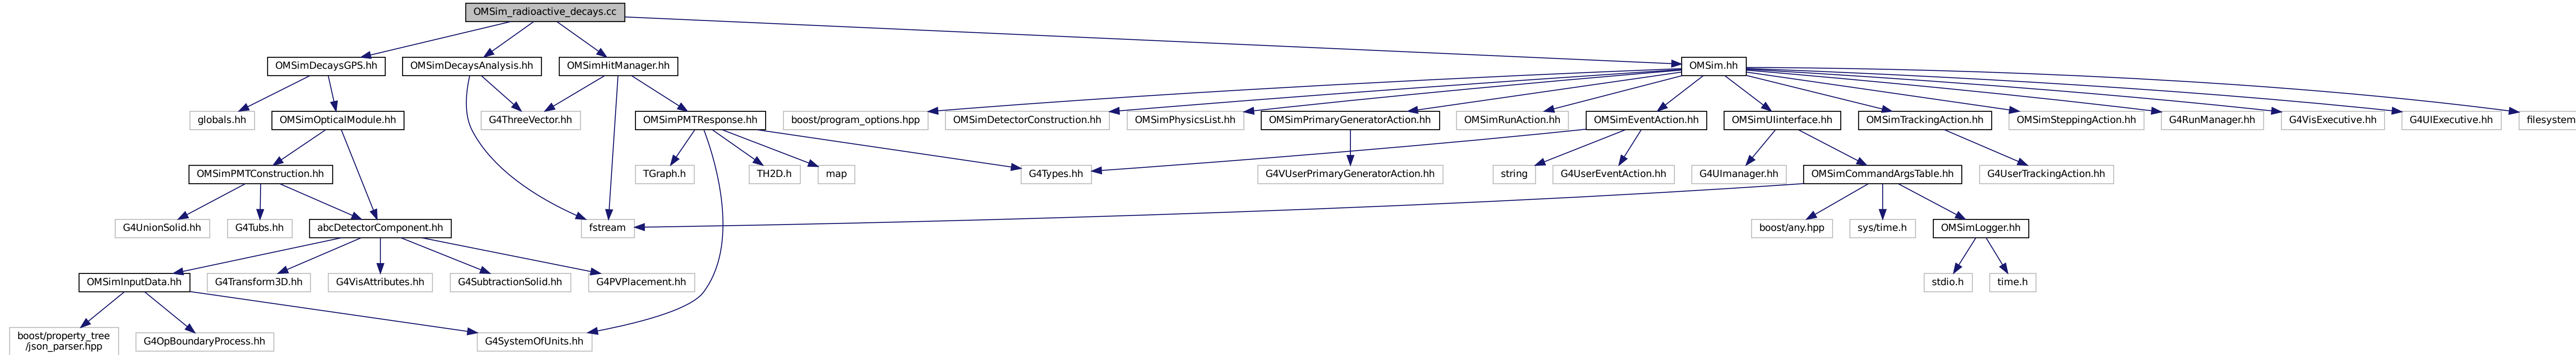 OMSim_radioactive_decays.cc
OMSimDecaysGPS.hh
OMSimDecaysAnalysis.hh
OMSimHitManager.hh
OMSim.hh
globals.hh
OMSimOpticalModule.hh
G4ThreeVector.hh
OMSimPMTResponse.hh
boost/program_options.hpp
OMSimDetectorConstruction.hh
OMSimPhysicsList.hh
OMSimPrimaryGeneratorAction.hh
OMSimRunAction.hh
OMSimEventAction.hh
OMSimUIinterface.hh
OMSimTrackingAction.hh
OMSimSteppingAction.hh
G4RunManager.hh
G4VisExecutive.hh
G4UIExecutive.hh
filesystem
OMSimPMTConstruction.hh
TGraph.h
TH2D.h
map
G4Types.hh
G4VUserPrimaryGeneratorAction.hh
string
G4UserEventAction.hh
G4UImanager.hh
OMSimCommandArgsTable.hh
G4UserTrackingAction.hh
G4UnionSolid.hh
G4Tubs.hh
abcDetectorComponent.hh
fstream
boost/any.hpp
sys/time.h
OMSimLogger.hh
OMSimInputData.hh
G4Transform3D.hh
G4VisAttributes.hh
G4SubtractionSolid.hh
G4PVPlacement.hh
stdio.h
time.h
boost/property_tree
/json_parser.hpp
G4OpBoundaryProcess.hh
G4SystemOfUnits.hh